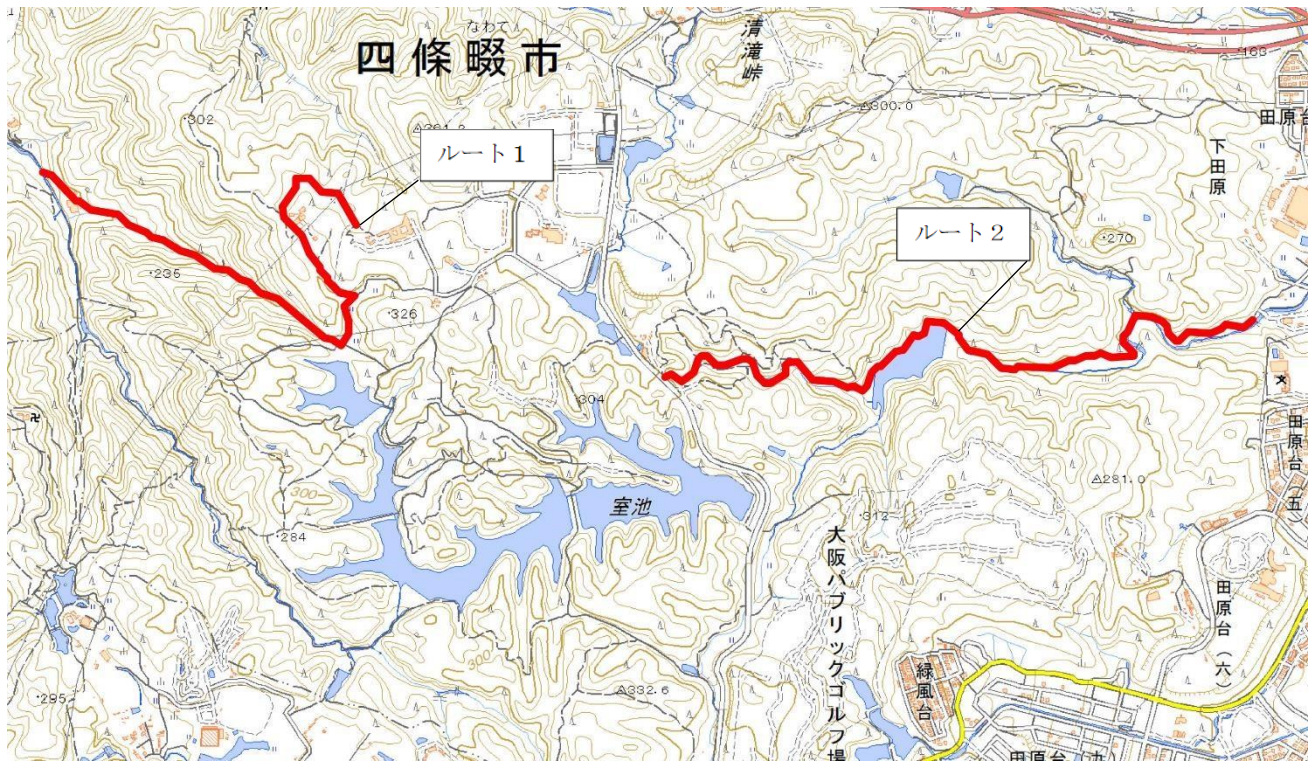 なわて
四條畷市
清滝峠
163
302
300.0
田原台
下田原
ルート1
ルート2
270
235
326
304
卍
文
田原台(五)
300
281.0
室池
312
284
大阪パブリックゴルフ場
田原台(六)
300
332.6
295
緑風台
田原台